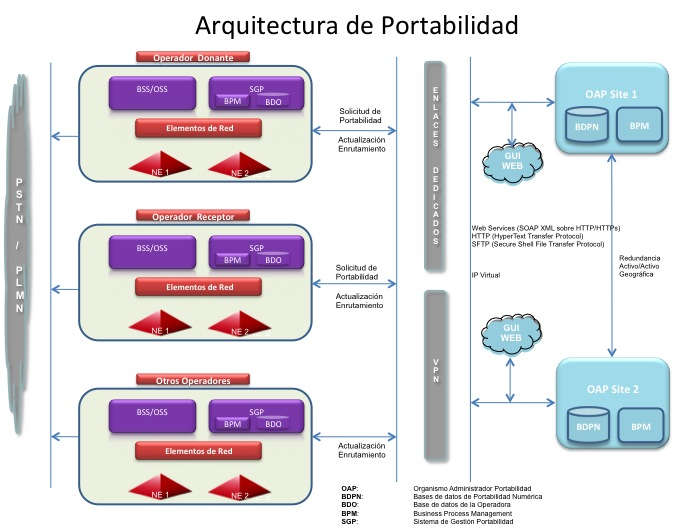 Arquitectura de Portabilidad
PSTN / PLMN
Operador Donante
BSS/OSS
SGP
BPM
BDO
Elementos de Red
NE 1
NE 2
Solicitud de
Portabilidad
Actualización
Enrutamiento
Operador Receptor
BSS/OSS
SGP
BPM
BDO
Elementos de Red
NE 1
NE 2
Solicitud de
Portabilidad
Actualización
Enrutamiento
Otros Operadores
BSS/OSS
SGP
BPM
BDO
Elementos de Red
NE 1
NE 2
Actualización
Enrutamiento
ENLACES DEDICADOS
VPN
OAP Site 1
BDPN
BPM
GUI
WEB
Web Services (SOAP XML sobre HTTP/HTTPs)
HTTP (HyperText Transfer Protocol)
SFTP (Secure Shell File Transfer Protocol)
IP Virtual
Redundancia
Activo/Activo
Geográfica
GUI
WEB
OAP Site 2
BDPN
BPM
OAP: Organismo Administrador Portabilidad
BDPN: Bases de datos de Portabilidad Numérica
BDO: Base de datos de la Operadora
BPM: Business Process Management
SGP: Sistema de Gestión Portabilidad